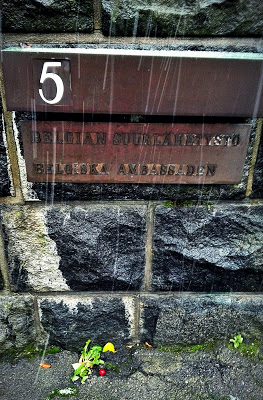 5
BELGIAN SUURLÄHETYSTÖ
BELGISKA AMBASSADEN